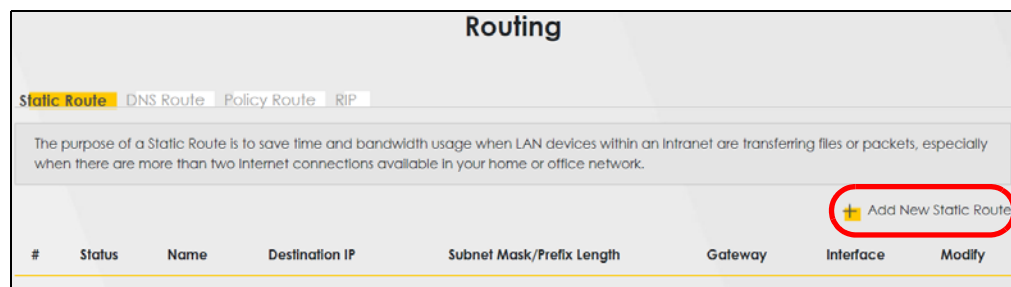 Routing
Static Route DNS Route Policy Route RIP
The purpose of a Static Route is to save time and bandwidth usage when LAN devices within an Intranet are transferring files or packets, especially
when there are more than two Internet connections available in your home or office network.
+ Add New Static Route
# Status Name Destination IP Subnet Mask/Prefix Length Gateway Interface Modify